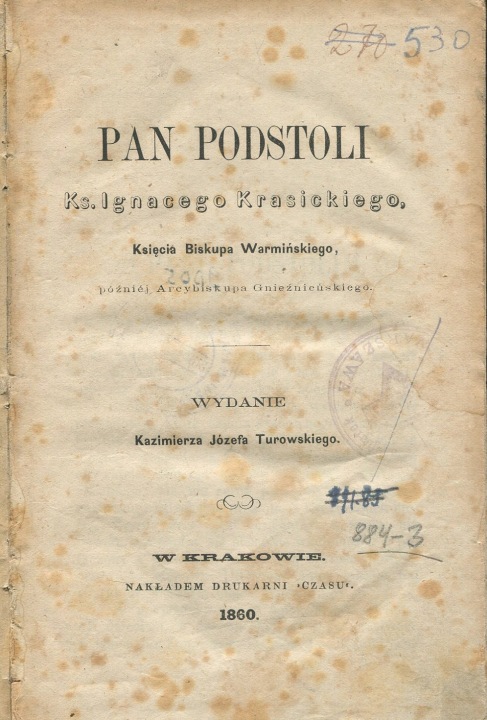 270 530
PAN PODSTOLI
Ks. Ignacego Krasickiego,
Księcia Biskupa Warmińskiego,
późniéj Arcybiskupa Gnieźnieńskiego.
WYDANIE
Kazimierza Józefa Turowskiego.
884-3
W KRAKOWIE.
NAKŁADEM DRUKARNI »CZASU«.
1860.